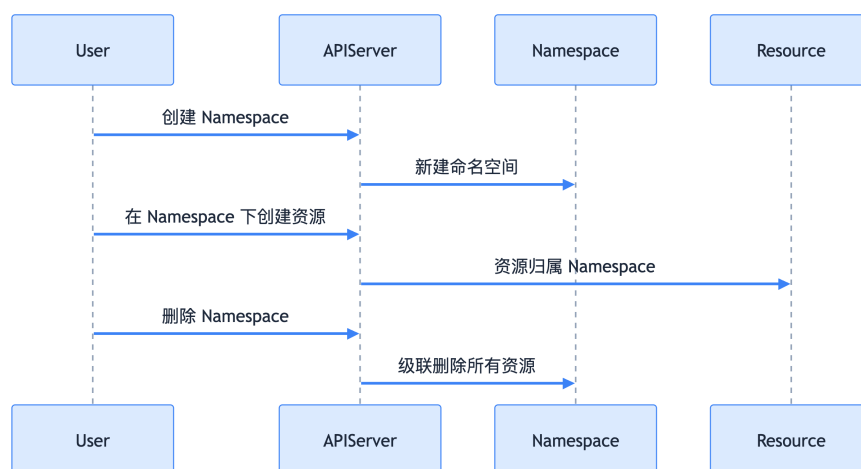 User APIServer Namespace Resource
创建 Namespace
新建命名空间
在 Namespace 下创建资源
资源归属 Namespace
删除 Namespace
级联删除所有资源
User APIServer Namespace Resource